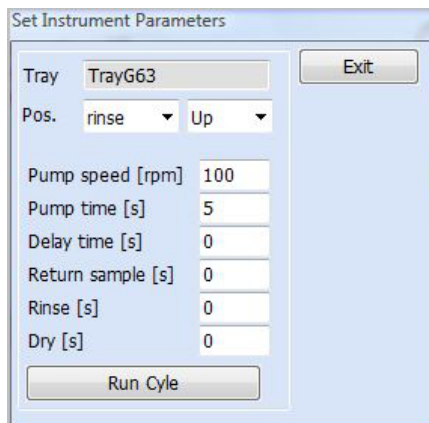 Set Instrument Parameters
Tray TrayG63
Exit
Pos. rinse Up
Pump speed [rpm] 100
Pump time [s] 5
Delay time [s] 0
Return sample [s] 0
Rinse [s] 0
Dry [s] 0
Run Cyle